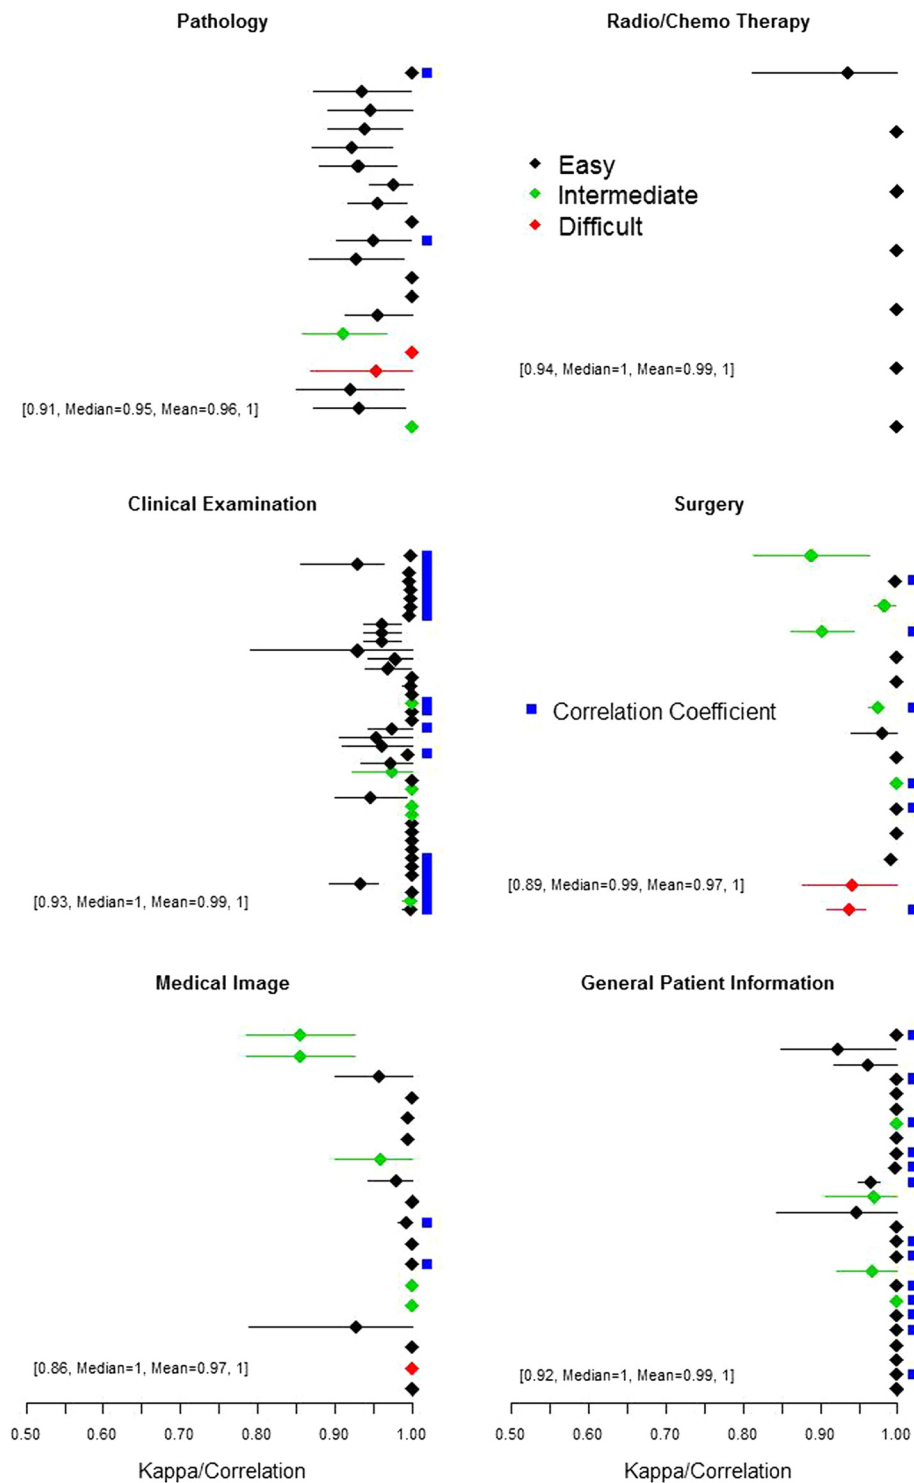 Pathology
Radio/Chemo Therapy
Easy
Intermediate
Difficult
[0.94, Median=1, Mean=0.99, 1]
[0.91, Median=0.95, Mean=0.96, 1]
Clinical Examination
Surgery
Correlation Coefficient
[0.89, Median=0.99, Mean=0.97, 1]
[0.93, Median=1, Mean=0.99, 1]
Medical Image
General Patient Information
[0.86, Median=1, Mean=0.97, 1]
[0.92, Median=1, Mean=0.99, 1]
0.50 0.60 0.70 0.80 0.90 1.00
0.50 0.60 0.70 0.80 0.90 1.00
Kappa/Correlation
Kappa/Correlation